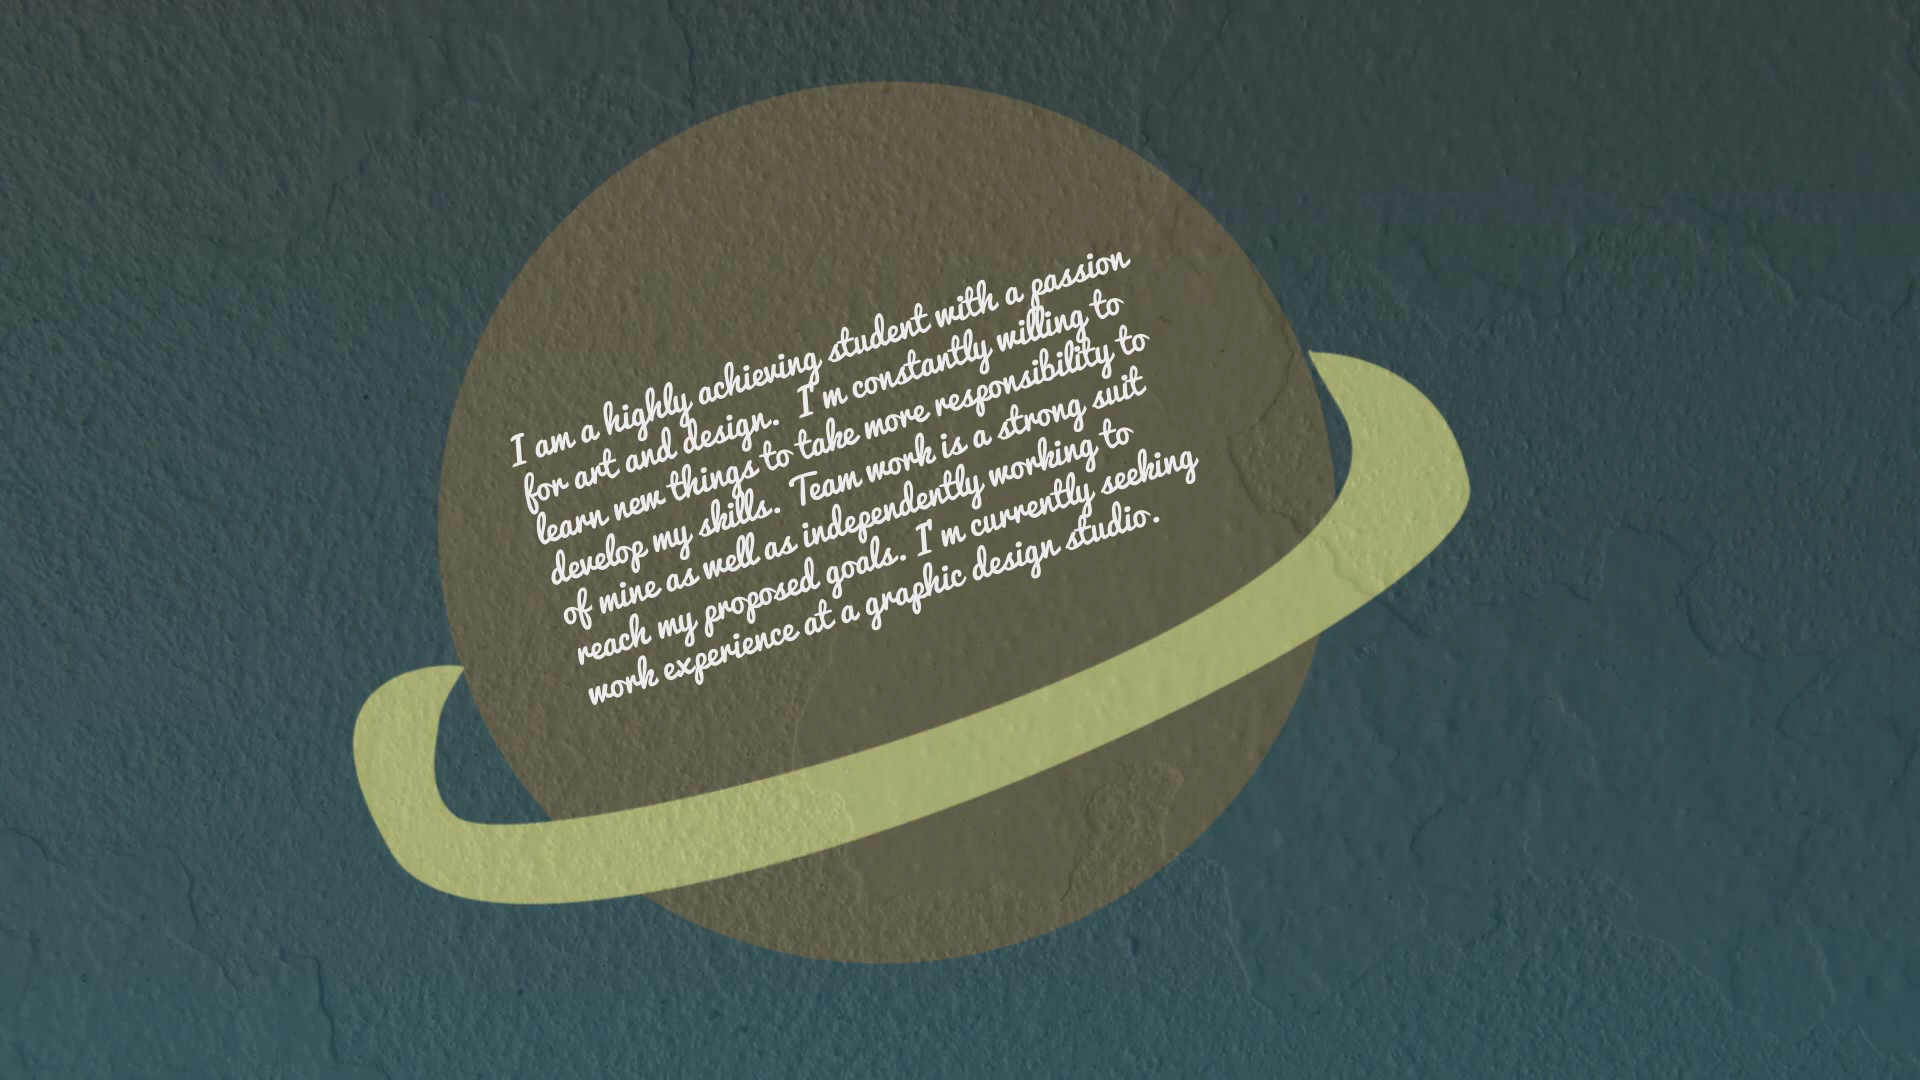 I am a highly achieving student with a passion
for art and design. I'm constantly willing to
learn new things to take more responsibility to
develop my skills. Team work is a strong suit
of mine as well as independently working to
reach my proposed goals. I'm currently seeking
work experience at a graphic design studio.